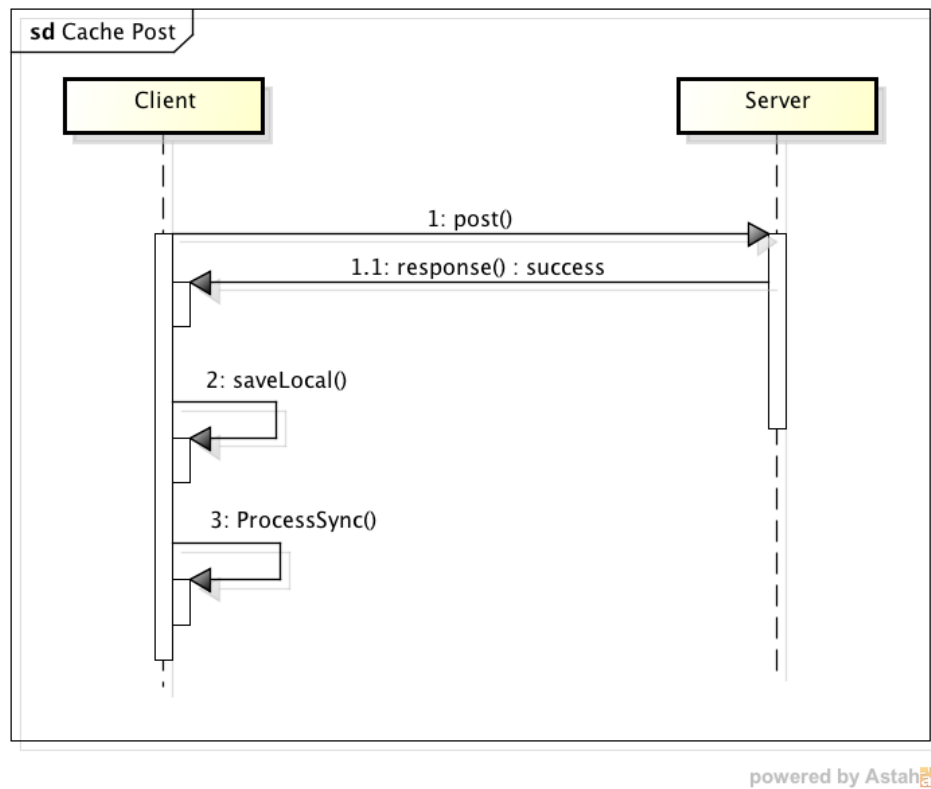 sd Cache Post
Client
Server
1: post()
1.1: response() : success
2: saveLocal()
3: ProcessSync()
powered by Astah